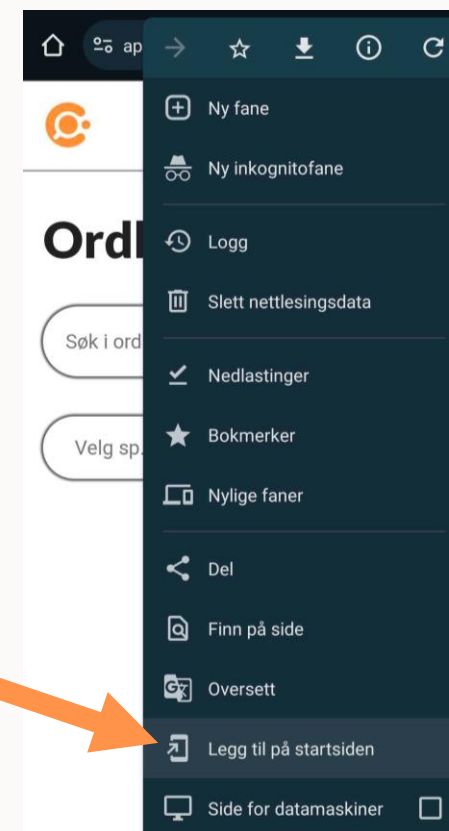 ap
Ny fane
Ny inkognitofane
Ordl
Logg
Slett nettlesingsdata
Søk i ord
Nedlastinger
Bokmerker
Velg sp.
Nylige faner
Del
Finn på side
Oversett
Legg til på startsiden
Side for datamaskiner